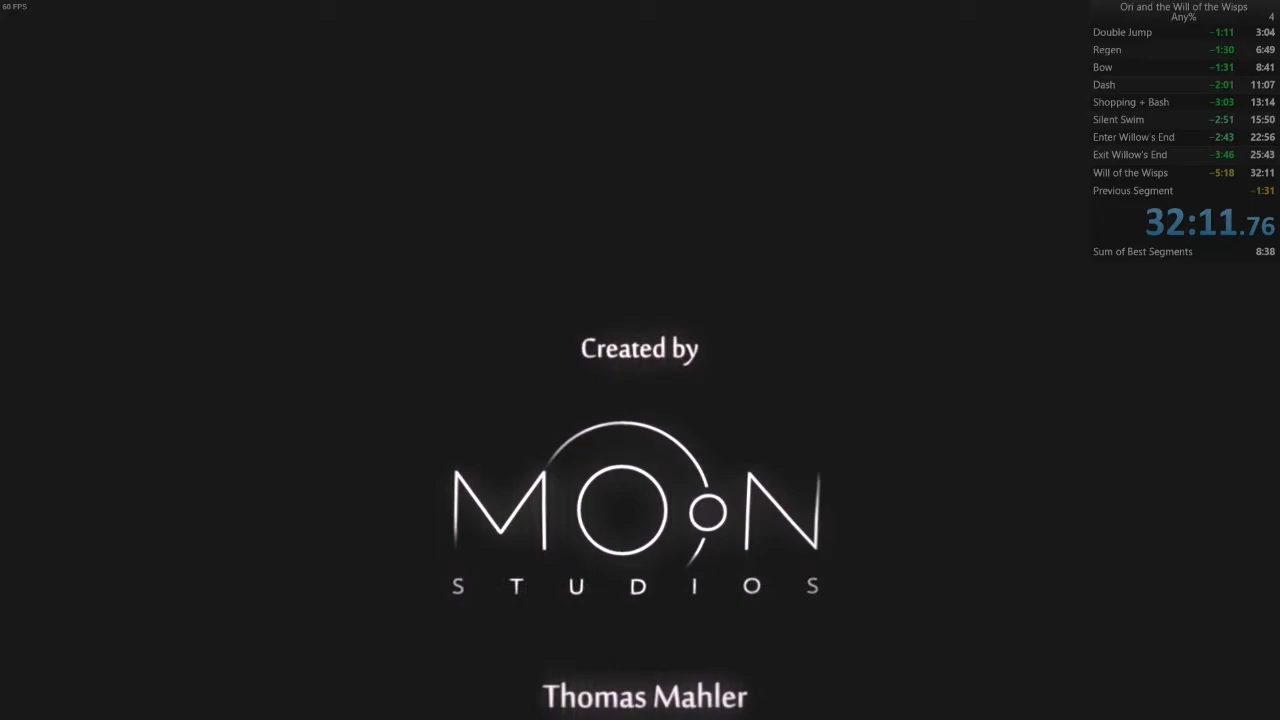 60 FPS
Ori and the Will of the Wisps
Any% 4
Double Jump −1:11 3:04
Regen −1:30 6:49
Bow −1:31 8:41
Dash −2:01 11:07
Shopping + Bash −3:03 13:14
Silent Swim −2:51 15:50
Enter Willow's End −2:43 22:56
Exit Willow's End −3:46 25:43
Will of the Wisps −5:18 32:11
Previous Segment −1:31
32:11.76
Sum of Best Segments 8:38
Created by
MOON
STUDIOS
Thomas Mahler